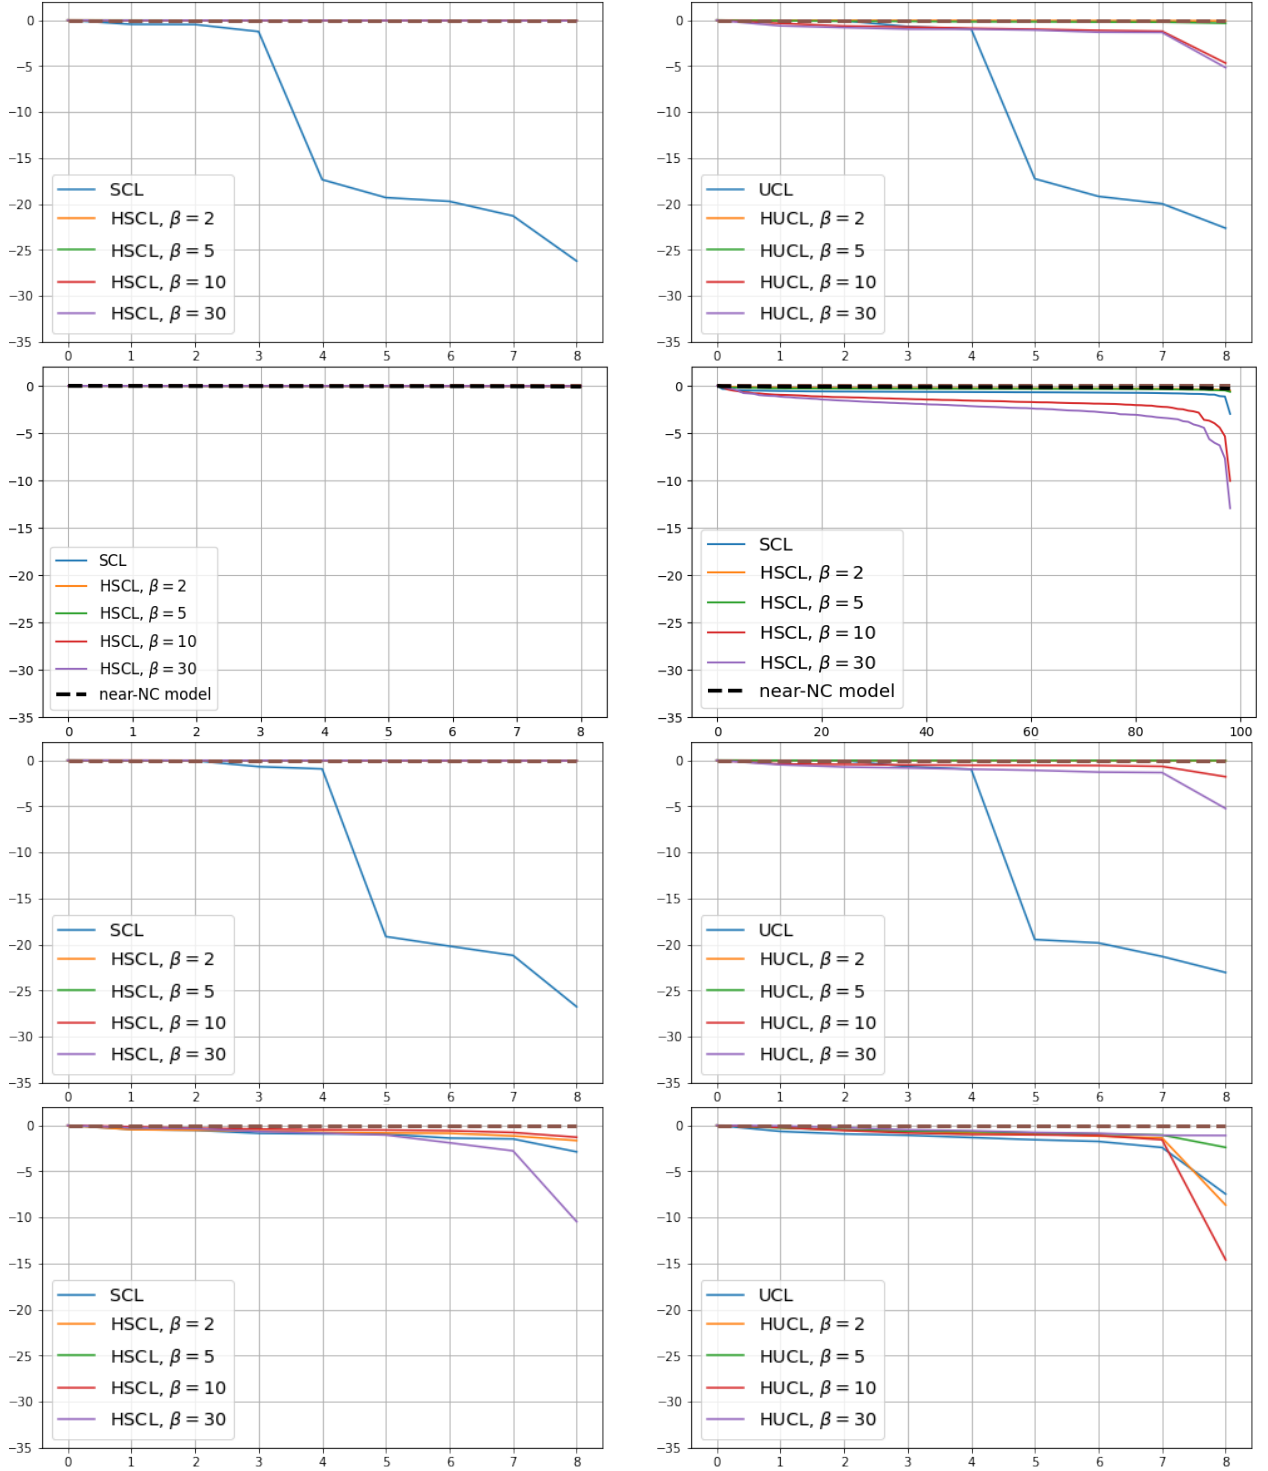 0
−5
−10
−15
−20
−25
−30
−35
SCL
HSCL, β = 2
HSCL, β = 5
HSCL, β = 10
HSCL, β = 30
0 1 2 3 4 5 6 7 8
0
−5
−10
−15
−20
−25
−30
−35
UCL
HUCL, β = 2
HUCL, β = 5
HUCL, β = 10
HUCL, β = 30
0 1 2 3 4 5 6 7 8
0
−5
−10
−15
−20
−25
−30
−35
SCL
HSCL, β = 2
HSCL, β = 5
HSCL, β = 10
HSCL, β = 30
near-NC model
0 1 2 3 4 5 6 7 8
0
−5
−10
−15
−20
−25
−30
−35
SCL
HSCL, β = 2
HSCL, β = 5
HSCL, β = 10
HSCL, β = 30
near-NC model
0 20 40 60 80 100
0
−5
−10
−15
−20
−25
−30
−35
SCL
HSCL, β = 2
HSCL, β = 5
HSCL, β = 10
HSCL, β = 30
0 1 2 3 4 5 6 7 8
0
−5
−10
−15
−20
−25
−30
−35
UCL
HUCL, β = 2
HUCL, β = 5
HUCL, β = 10
HUCL, β = 30
0 1 2 3 4 5 6 7 8
0
−5
−10
−15
−20
−25
−30
−35
SCL
HSCL, β = 2
HSCL, β = 5
HSCL, β = 10
HSCL, β = 30
0 1 2 3 4 5 6 7 8
0
−5
−10
−15
−20
−25
−30
−35
UCL
HUCL, β = 2
HUCL, β = 5
HUCL, β = 10
HUCL, β = 30
0 1 2 3 4 5 6 7 8